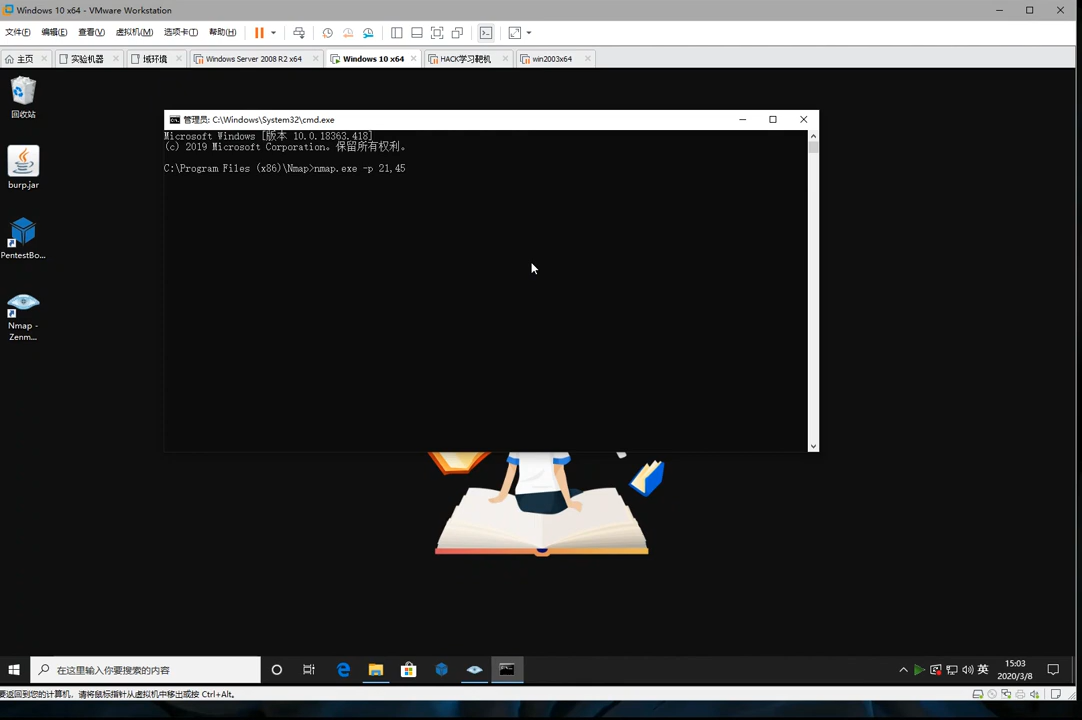 Windows 10 x64 - VMware Workstation
文件(F) 编辑(E) 查看(V) 虚拟机(M) 选项卡(T) 帮助(H)
主页 实验机器 域环境 Windows Server 2008 R2 x64 Windows 10 x64 HACK学习靶机 win2003x64
回收站
burp.jar
PentestBo...
Nmap -
Zenm...
管理员: C:\Windows\System32\cmd.exe
Microsoft Windows [版本 10.0.18363.418]
(c) 2019 Microsoft Corporation。保留所有权利。
C:\Program Files (x86)\Nmap>nmap.exe -p 21,45
在这里输入你要搜索的内容
英
15:03
2020/3/8
要返回到您的计算机，请将鼠标指针从虚拟机中移出或按 Ctrl+Alt。